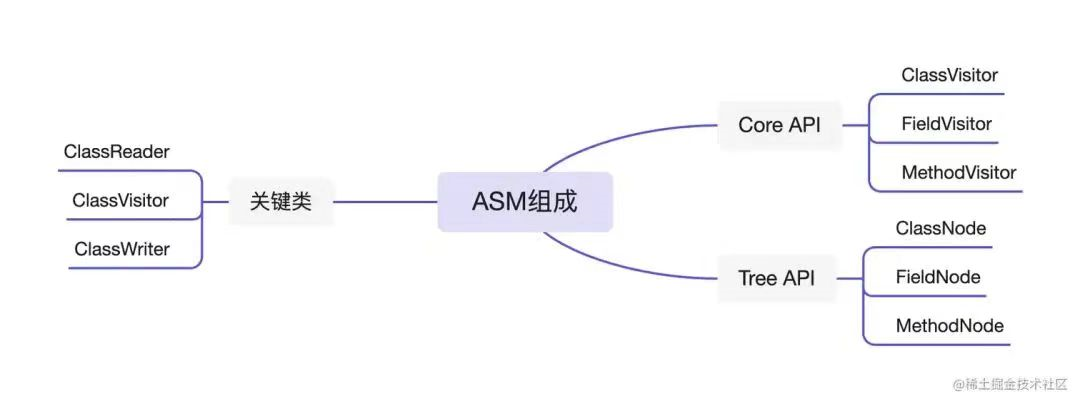 ASM组成
关键类
ClassReader
ClassVisitor
ClassWriter
Core API
ClassVisitor
FieldVisitor
MethodVisitor
Tree API
ClassNode
FieldNode
MethodNode
@稀土掘金技术社区